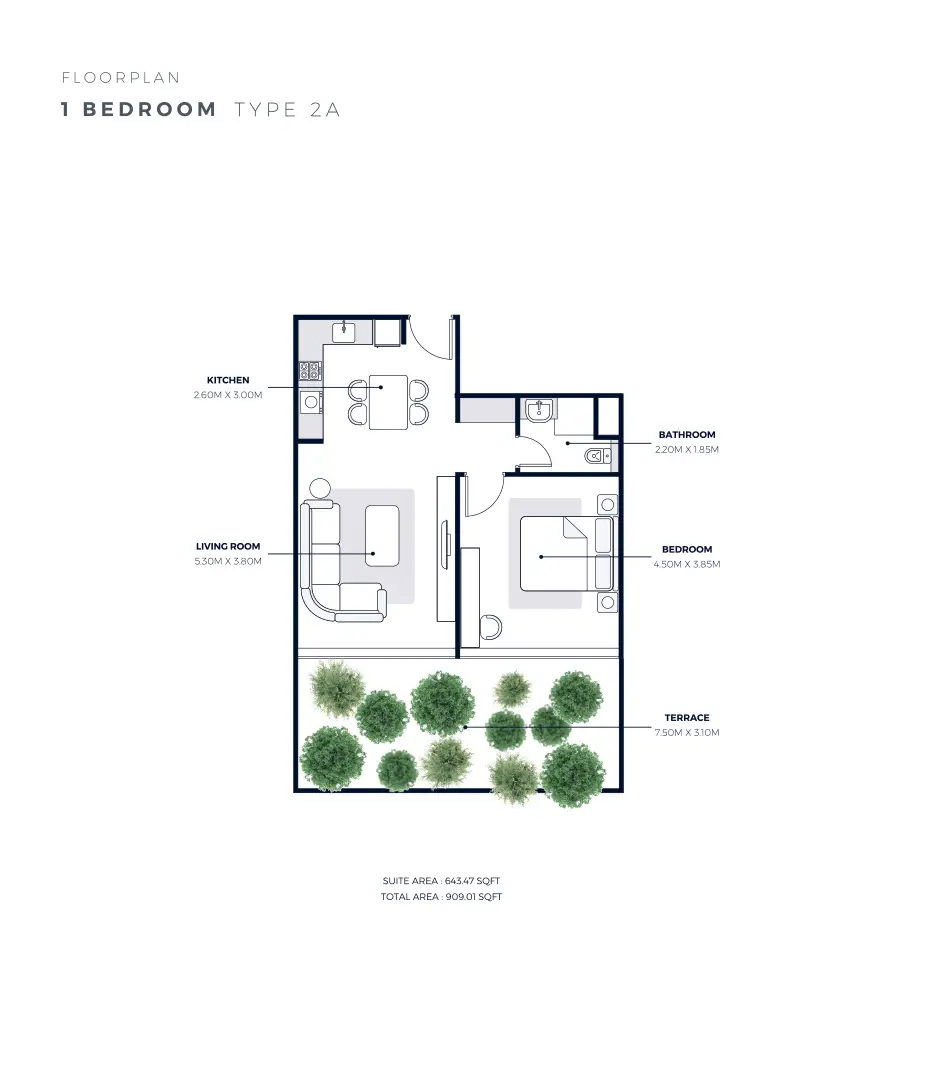 FLOORPLAN
1 BEDROOM TYPE 2A
KITCHEN
2.60M X 3.00M
BATHROOM
2.20M X 1.85M
LIVING ROOM
5.30M X 3.80M
BEDROOM
4.50M X 3.85M
TERRACE
7.50M X 3.10M
SUITE AREA : 643.47 SQFT
TOTAL AREA : 909.01 SQFT